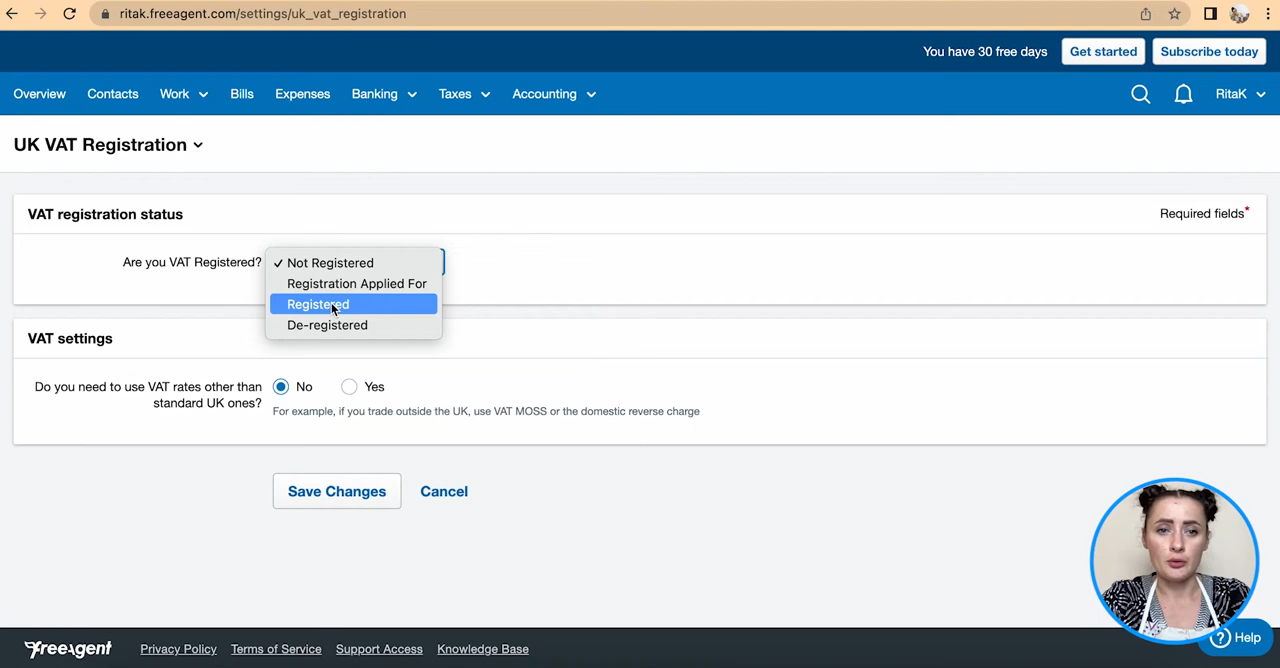 ritak.freeagent.com/settings/uk_vat_registration
You have 30 free days Get started Subscribe today
Overview Contacts Work Bills Expenses Banking Taxes Accounting RitaK
UK VAT Registration
VAT registration status Required fields*
Are you VAT Registered? ✓ Not Registered
Registration Applied For
Registered
De-registered
VAT settings
Do you need to use VAT rates other than No Yes
standard UK ones? For example, if you trade outside the UK, use VAT MOSS or the domestic reverse charge
Save Changes Cancel
freeagent Privacy Policy Terms of Service Support Access Knowledge Base ? Help